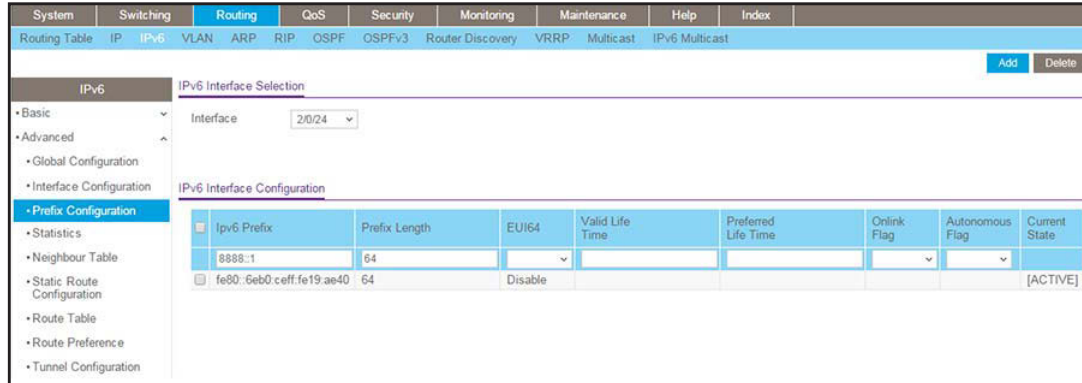 System Switching Routing QoS Security Monitoring Maintenance Help Index
Routing Table IP IPv6 VLAN ARP RIP OSPF OSPFv3 Router Discovery VRRP Multicast IPv6 Multicast
Add Delete
IPv6
•Basic
•Advanced
•Global Configuration
•Interface Configuration
•Prefix Configuration
•Statistics
•Neighbour Table
•Static Route
Configuration
•Route Table
•Route Preference
•Tunnel Configuration
IPv6 Interface Selection
Interface 2/0/24
IPv6 Interface Configuration
Ipv6 Prefix Prefix Length EUI64 Valid Life Time Preferred Life Time Onlink Flag Autonomous Flag Current State
8888::1 64
fe80::6eb0:ceff:fe19:ae40 64 Disable [ACTIVE]